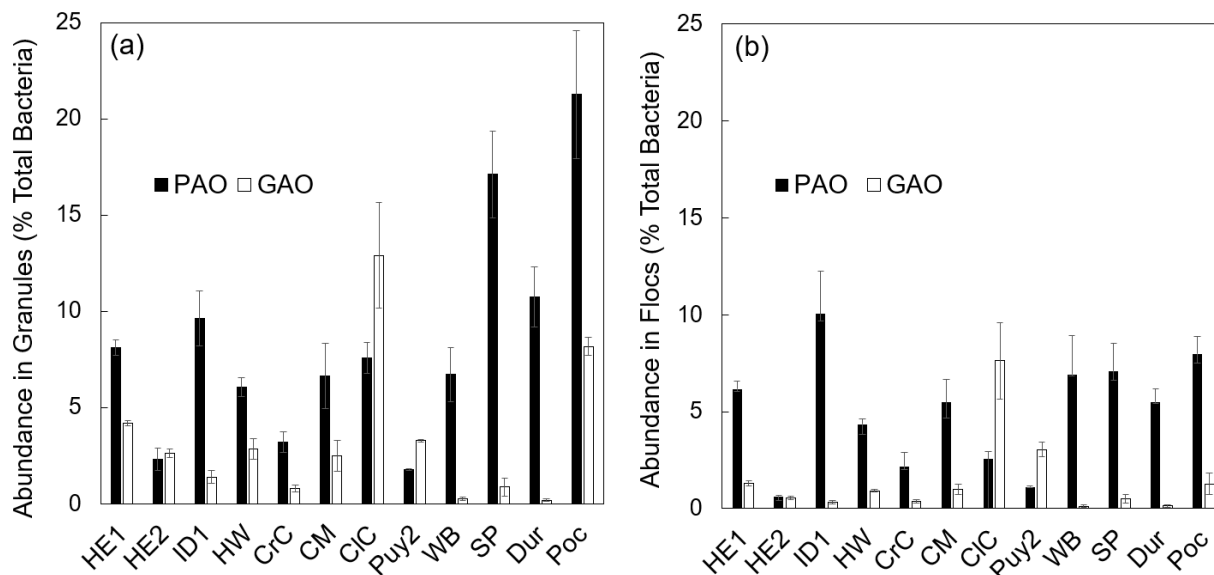 Abundance in Granules (% Total Bacteria)
25
20
15
10
5
0
(a)
PAO GAO
HE1 HE2 ID1 HW CrC CM ClC Puy2 WB SP Dur Poc
Abundance in Flocs (% Total Bacteria)
25
20
15
10
5
0
(b)
PAO GAO
HE1 HE2 ID1 HW CrC CM ClC Puy2 WB SP Dur Poc